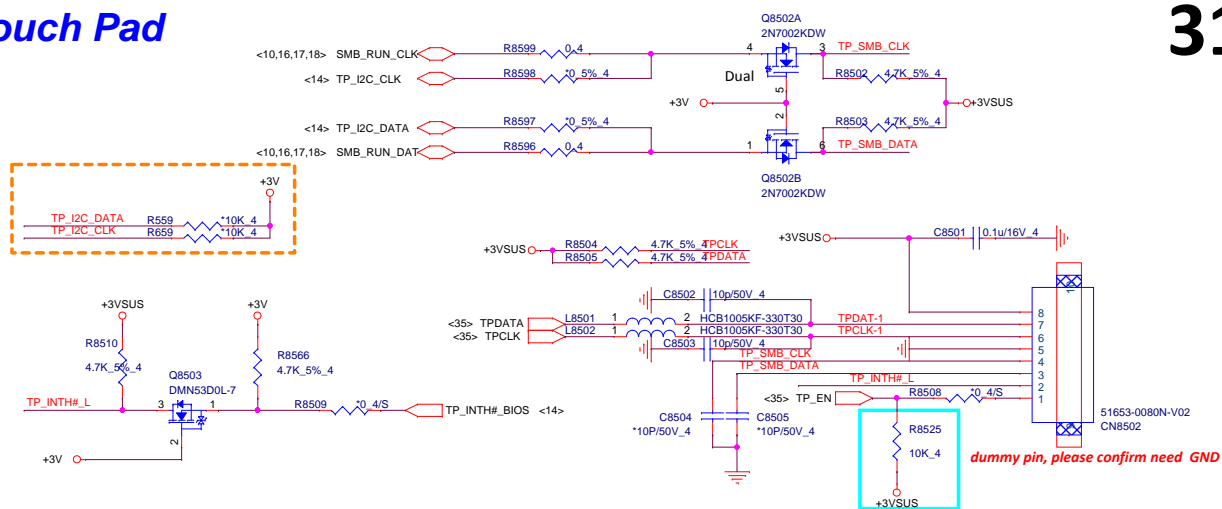 ouch Pad
31
Q8502A
2N7002KDW
<10,16,17,18> SMB_RUN_CLK R8599 0_4 4 3 TP_SMB_CLK
<14> TP_I2C_CLK R8598 *0_5%_4 Dual R8502 4.7K_5%_4
5
+3V +3VSUS
2
<14> TP_I2C_DATA R8597 *0_5%_4 R8503 4.7K_5%_4
<10,16,17,18> SMB_RUN_DAT R8596 0_4 1 6 TP_SMB_DATA
Q8502B
2N7002KDW
+3V
TP_I2C_DATA R559 *10K_4
TP_I2C_CLK R659 *10K_4
+3VSUS R8504 4.7K_5%_4 TPCLK
R8505 4.7K_5%_4 TPDATA
+3VSUS C8501 0.1u/16V_4
C8502 10p/50V_4
<35> TPDATA L8501 1 2 HCB1005KF-330T30 TPDAT-1
<35> TPCLK L8502 1 2 HCB1005KF-330T30 TPCLK-1
C8503 10p/50V_4
TP_SMB_CLK
TP_SMB_DATA
TP_INTH#_L
<35> TP_EN R8508 *0_4/S
8
7
6
5
4
3
2
1
51653-0080N-V02
CN8502
C8504 C8505
*10P/50V_4 *10P/50V_4
R8525
10K_4
+3VSUS
dummy pin, please confirm need GND
+3VSUS +3V
R8510
4.7K_5%_4
R8566
4.7K_5%_4
Q8503
DMN53D0L-7
TP_INTH#_L 3 1 R8509 *0_4/S TP_INTH#_BIOS <14>
2
+3V